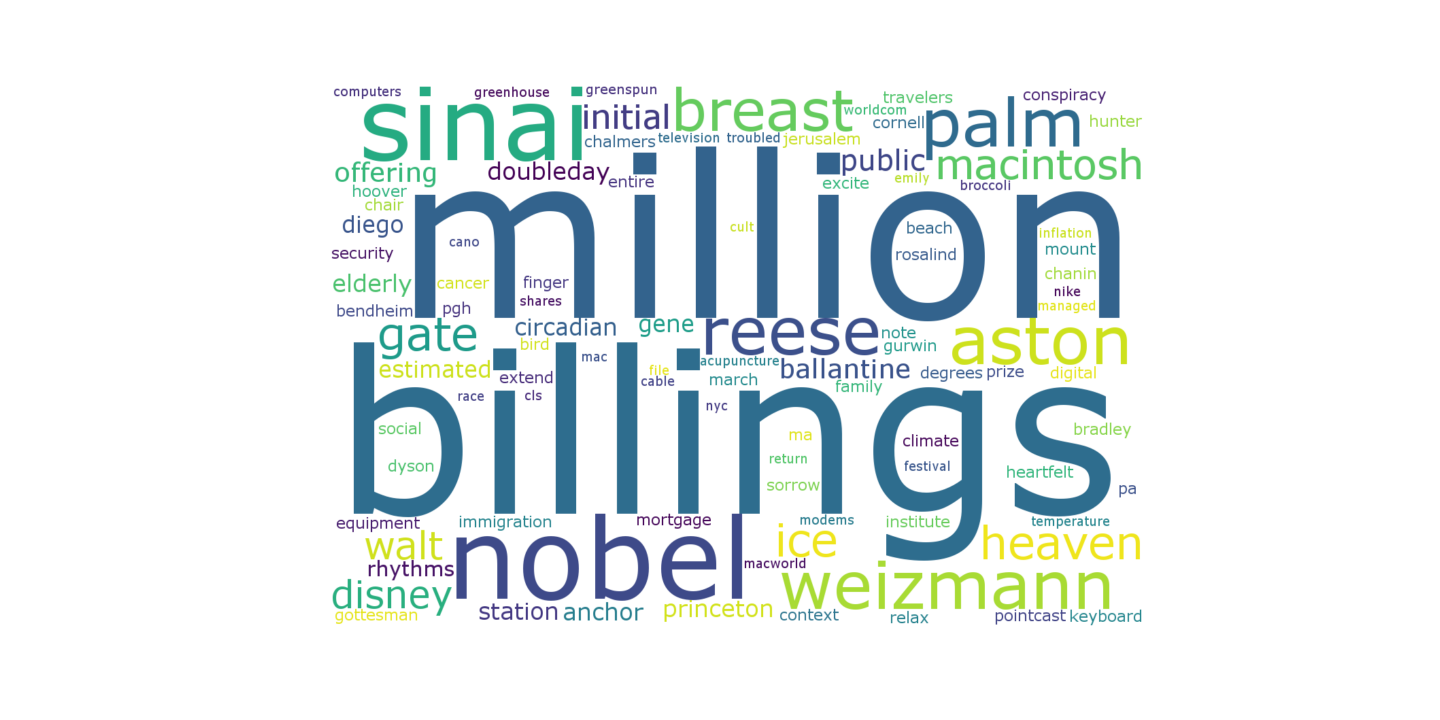 computers greenhouse greenspun travelers conspiracy
sinai initial breast worldcom cornell palm hunter
chalmers television troubled jerusalem
offering doubleday entire public macintosh
hoover excite emily broccoli
chair
diego cano cult beach inflation
security rosalind mount
elderly cancer finger chanin
shares nike
bendheim pgh managed
million
gate circadian gene reese note aston
bird mac acupuncture gurwin
estimated extend file cable march ballantine degrees prize digital
race cls nyc family
social ma climate bradley
dyson return festival heartfelt
sorrow pa
billings
equipment immigration mortgage modems institute temperature
walt nobel ice heaven
rhythms macworld
disney weizmann
gottesman station anchor princeton context relax pointcast keyboard